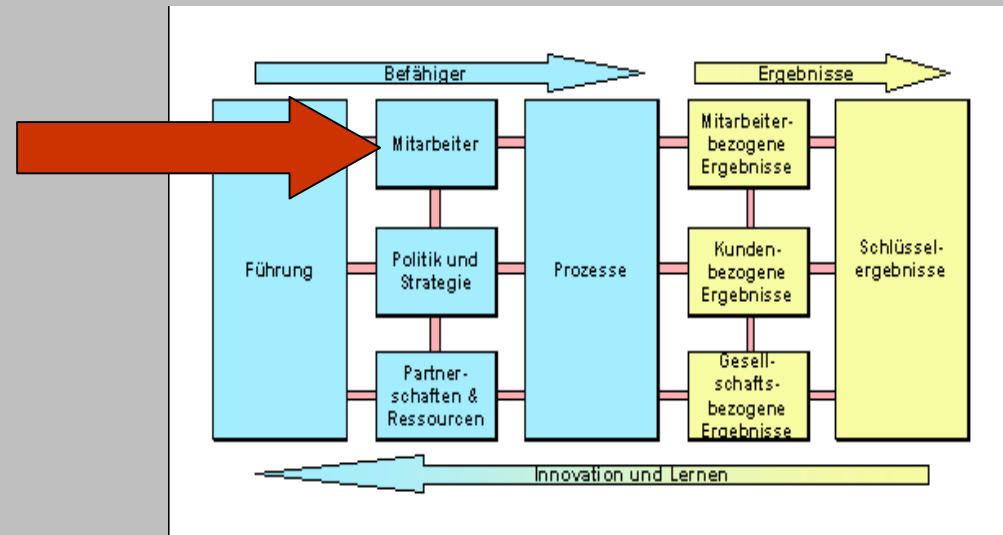 Befähiger
Ergebnisse
Führung
Mitarbeiter
Politik und
Strategie
Partner-
schaften &
Ressourcen
Prozesse
Mitarbeiter-
bezogene
Ergebnisse
Kunden-
bezogene
Ergebnisse
Gesell-
schafts-
bezogene
Ergebnisse
Schlüssel-
ergebnisse
Innovation und Lernen